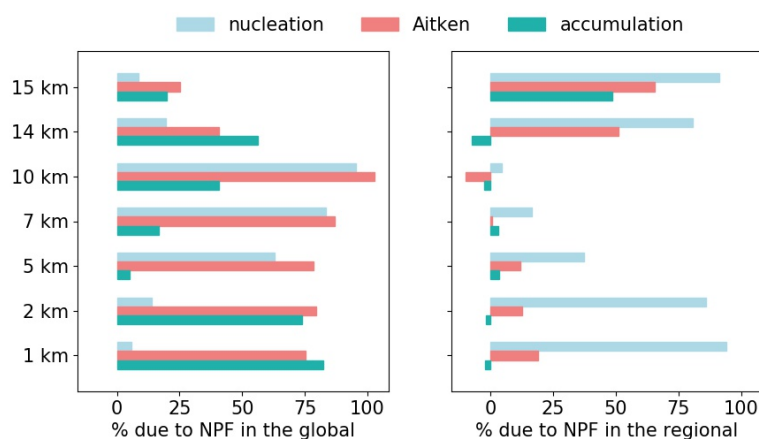 nucleation Aitken accumulation
15 km
14 km
10 km
7 km
5 km
2 km
1 km
0 25 50 75 100
% due to NPF in the global
0 25 50 75 100
% due to NPF in the regional